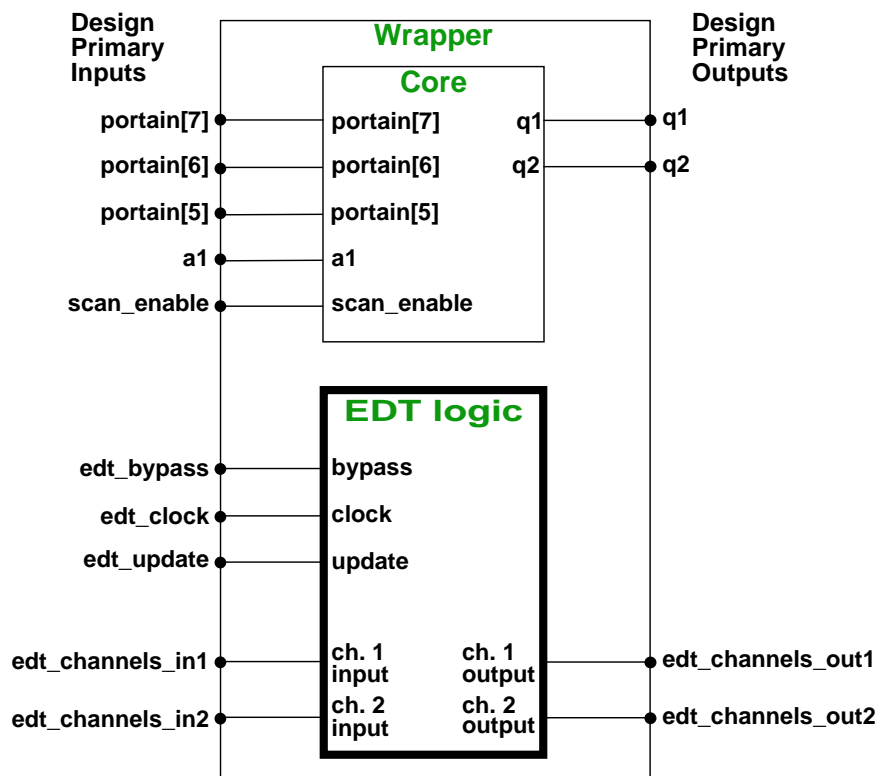 Design
Primary
Inputs
Wrapper
Design
Primary
Outputs
Core
portain[7] portain[7] q1 q1
portain[6] portain[6] q2 q2
portain[5] portain[5]
a1 a1
scan_enable scan_enable
EDT logic
edt_bypass bypass
edt_clock clock
edt_update update
edt_channels_in1 ch. 1 input ch. 1 output edt_channels_out1
edt_channels_in2 ch. 2 input ch. 2 output edt_channels_out2